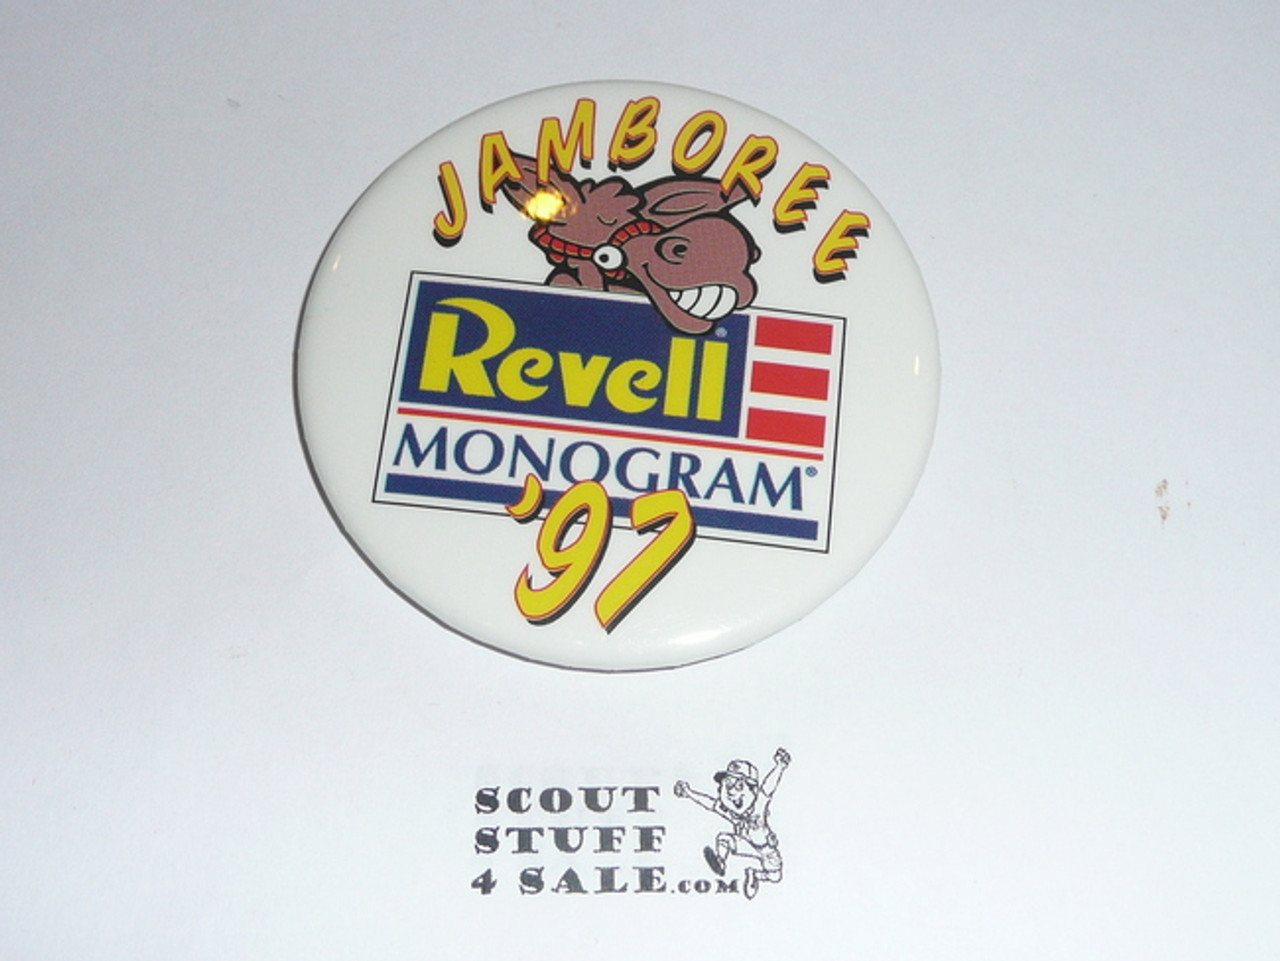 JAMBOREE
Revell®
MONOGRAM®
'97
SCOUT
STUFF
4 SALE.COM